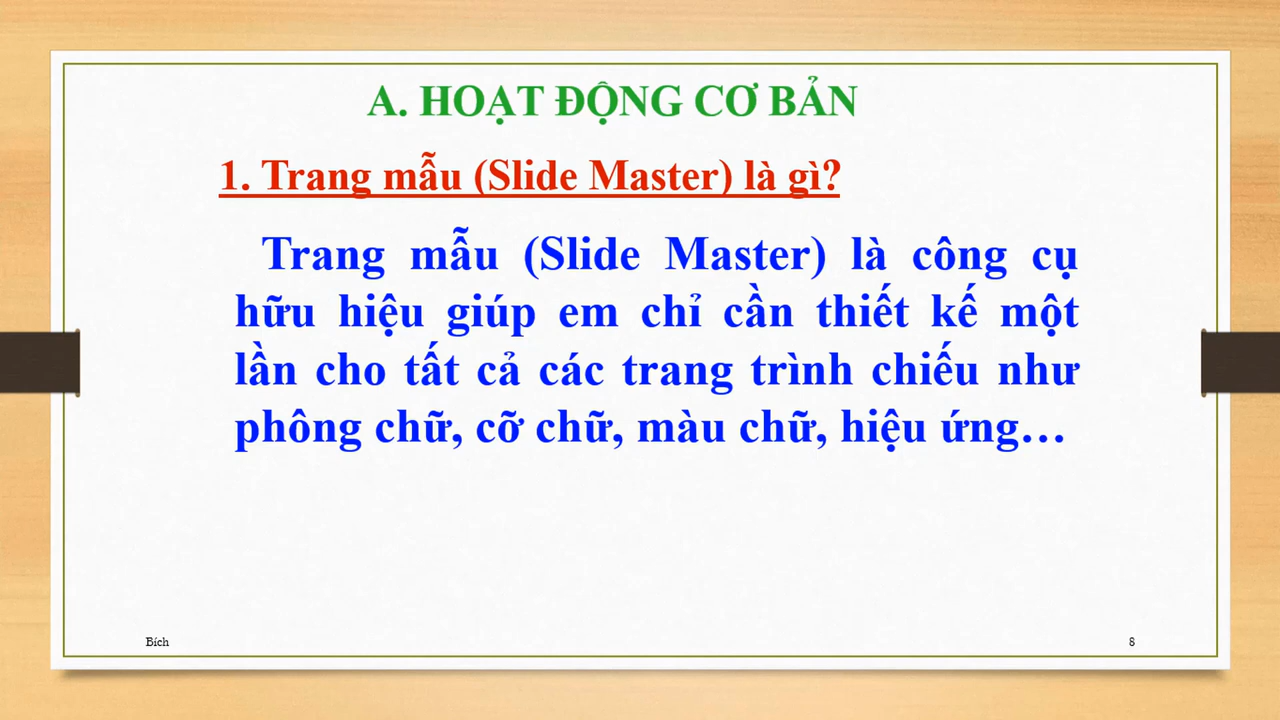 A. HOẠT ĐỘNG CƠ BẢN
1. Trang mẫu (Slide Master) là gì?
Trang mẫu (Slide Master) là công cụ
hữu hiệu giúp em chỉ cần thiết kế một
lần cho tất cả các trang trình chiếu như
phông chữ, cỡ chữ, màu chữ, hiệu ứng…
Bích
8